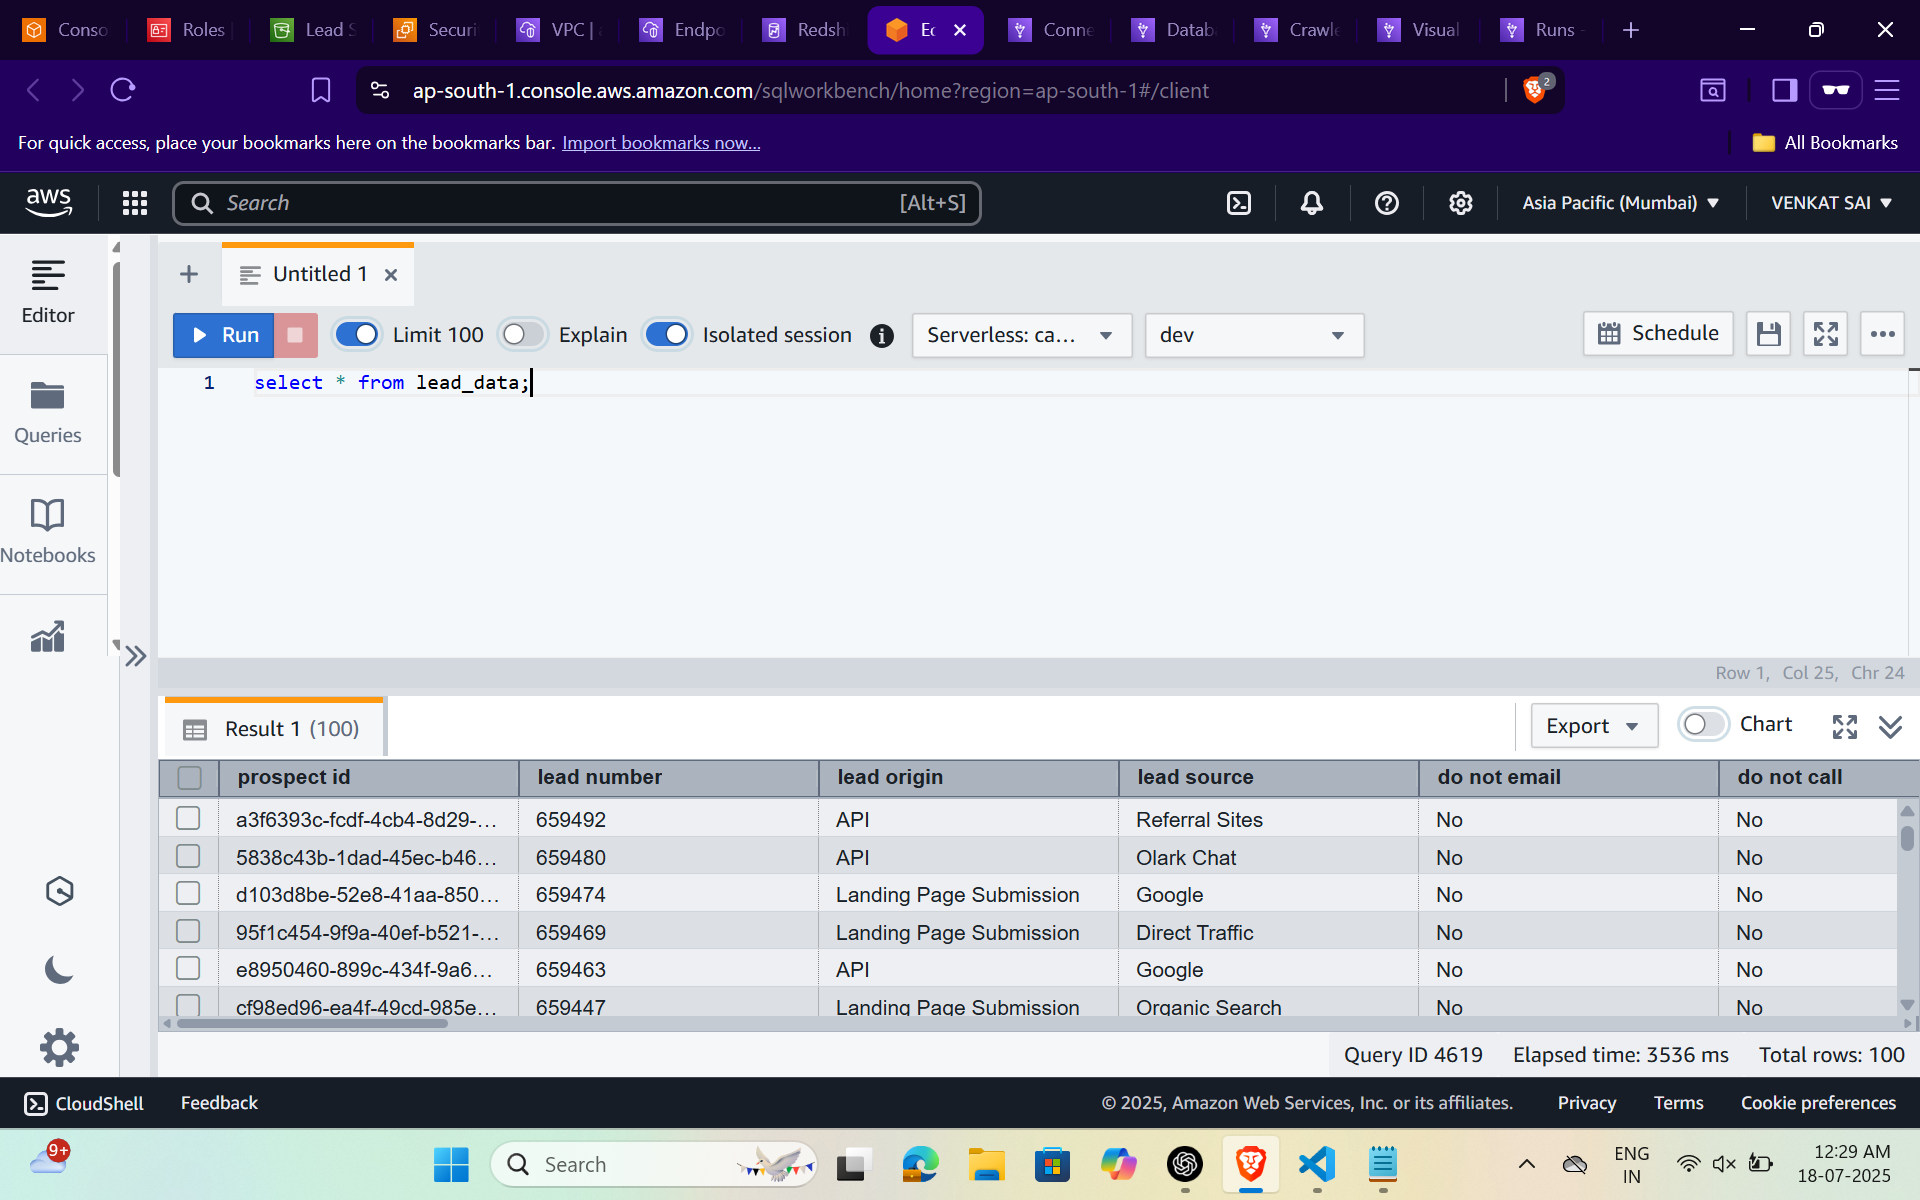 Conso
Roles
Lead S
Securi
VPC | a
Endpo
Redsh
Ec
Conne
Datab
Crawle
Visual
Runs -
ap-south-1.console.aws.amazon.com/sqlworkbench/home?region=ap-south-1#/client
2
For quick access, place your bookmarks here on the bookmarks bar. Import bookmarks now...
All Bookmarks
aws
Search
[Alt+S]
Asia Pacific (Mumbai)
VENKAT SAI
Editor
Queries
Notebooks
Untitled 1
Run
Limit 100
Explain
Isolated session
Serverless: ca...
dev
Schedule
1 select * from lead_data;
Row 1, Col 25, Chr 24
Result 1 (100)
Export
Chart
prospect id lead number lead origin lead source do not email do not call
a3f6393c-fcdf-4cb4-8d29-... 659492 API Referral Sites No No
5838c43b-1dad-45ec-b46... 659480 API Olark Chat No No
d103d8be-52e8-41aa-850... 659474 Landing Page Submission Google No No
95f1c454-9f9a-40ef-b521-... 659469 Landing Page Submission Direct Traffic No No
e8950460-899c-434f-9a6... 659463 API Google No No
cf98ed96-ea4f-49cd-985e... 659447 Landing Page Submission Organic Search No No
Query ID 4619 Elapsed time: 3536 ms Total rows: 100
CloudShell
Feedback
© 2025, Amazon Web Services, Inc. or its affiliates.
Privacy
Terms
Cookie preferences
9+
Search
ENG
IN
12:29 AM
18-07-2025